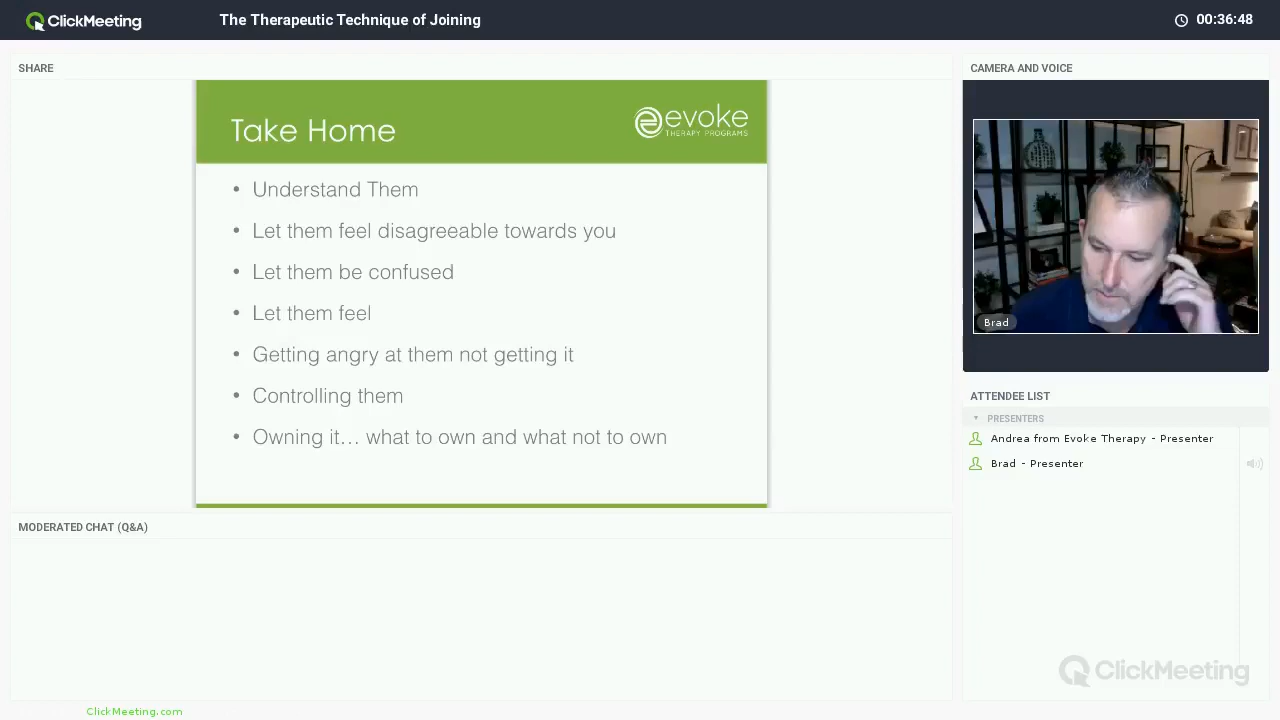 ClickMeeting
The Therapeutic Technique of Joining
00:36:48
SHARE
Take Home
evoke
THERAPY PROGRAMS
• Understand Them
• Let them feel disagreeable towards you
• Let them be confused
• Let them feel
• Getting angry at them not getting it
• Controlling them
• Owning it... what to own and what not to own
MODERATED CHAT (Q&A)
CAMERA AND VOICE
Brad
ATTENDEE LIST
PRESENTERS
Andrea from Evoke Therapy - Presenter
Brad - Presenter
ClickMeeting
ClickMeeting.com